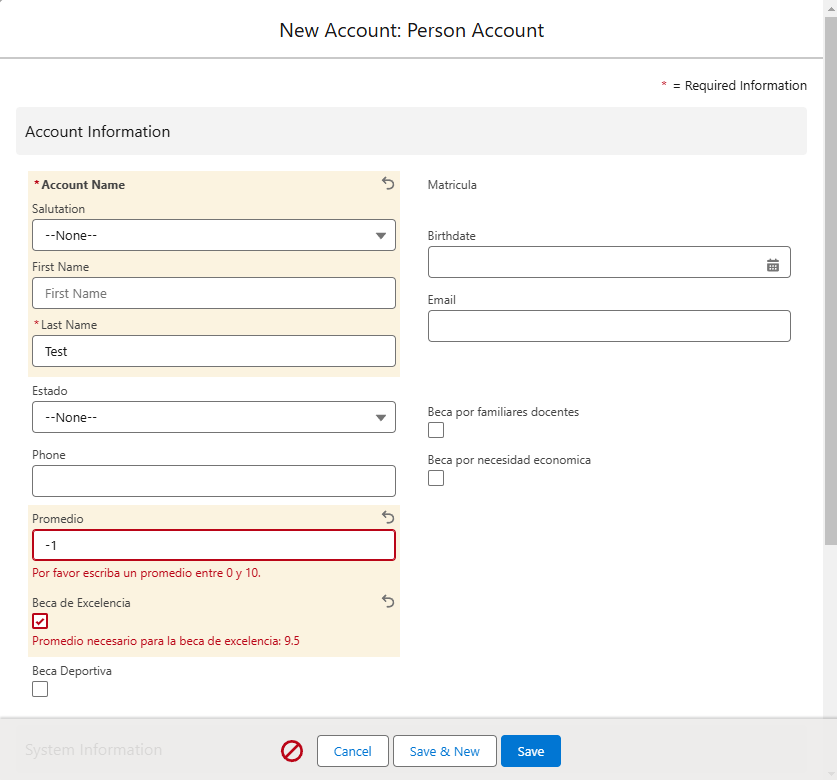 New Account: Person Account
* = Required Information
Account Information
*Account Name
Salutation
--None--
First Name
First Name
*Last Name
Test
Estado
--None--
Phone
Promedio
-1
Por favor escriba un promedio entre 0 y 10.
Beca de Excelencia
Promedio necesario para la beca de excelencia: 9.5
Beca Deportiva
Matricula
Birthdate
Email
Beca por familiares docentes
Beca por necesidad economica
System Information
Cancel
Save & New
Save